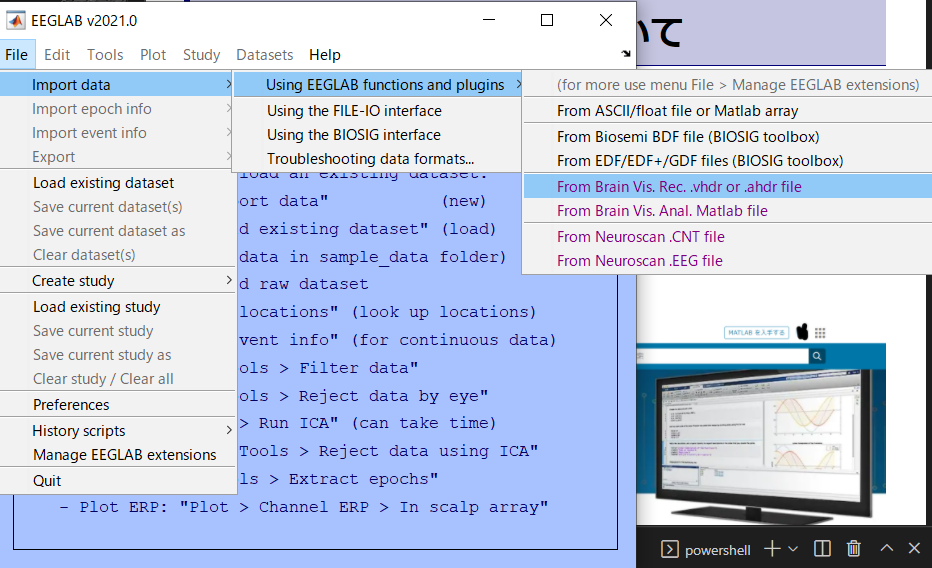 EEGLAB v2021.0
いて
File Edit Tools Plot Study Datasets Help
Import data
Import epoch info
Import event info
Export
Load existing dataset
Save current dataset(s)
Save current dataset as
Clear dataset(s)
Create study
Load existing study
Save current study
Save current study as
Clear study / Clear all
Preferences
History scripts
Manage EEGLAB extensions
Quit
Using EEGLAB functions and plugins
Using the FILE-IO interface
Using the BIOSIG interface
Troubleshooting data formats...
(for more use menu File > Manage EEGLAB extensions)
From ASCII/float file or Matlab array
From Biosemi BDF file (BIOSIG toolbox)
From EDF/EDF+/GDF files (BIOSIG toolbox)
From Brain Vis. Rec. .vhdr or .ahdr file
From Brain Vis. Anal. Matlab file
From Neuroscan .CNT file
From Neuroscan .EEG file
load an existing dataset:
ort data" (new)
d existing dataset" (load)
data in sample_data folder)
d raw dataset
locations" (look up locations)
vent info" (for continuous data)
ols > Filter data"
ols > Reject data by eye"
> Run ICA" (can take time)
Tools > Reject data using ICA"
ls > Extract epochs"
- Plot ERP: "Plot > Channel ERP > In scalp array"
MATLAB を入手する
powershell